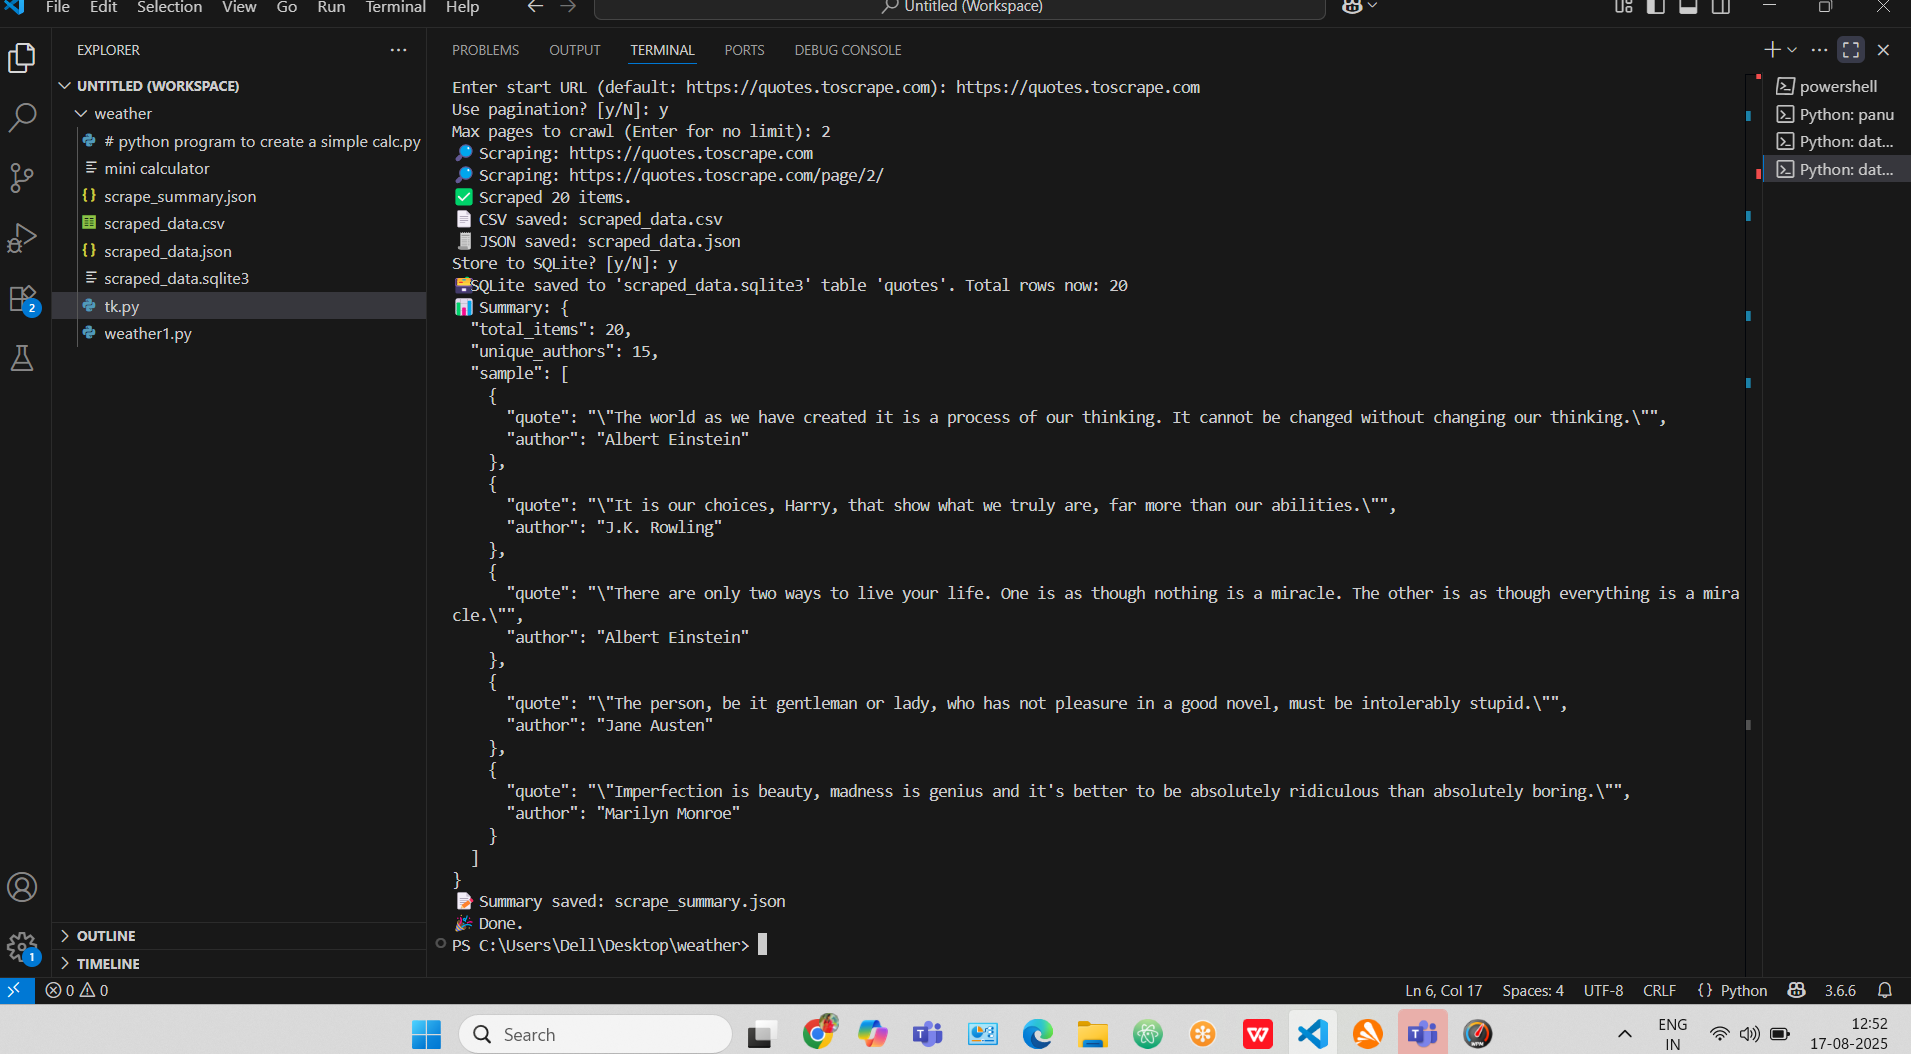 File Edit Selection View Go Run Terminal Help
Untitled (Workspace)
EXPLORER
UNTITLED (WORKSPACE)
weather
# python program to create a simple calc.py
mini calculator
{} scrape_summary.json
scraped_data.csv
{} scraped_data.json
scraped_data.sqlite3
tk.py
weather1.py
OUTLINE
TIMELINE
2
1
PROBLEMS OUTPUT TERMINAL PORTS DEBUG CONSOLE
Enter start URL (default: https://quotes.toscrape.com): https://quotes.toscrape.com
Use pagination? [y/N]: y
Max pages to crawl (Enter for no limit): 2
🔎 Scraping: https://quotes.toscrape.com
🔎 Scraping: https://quotes.toscrape.com/page/2/
✅ Scraped 20 items.
📄 CSV saved: scraped_data.csv
🧾 JSON saved: scraped_data.json
Store to SQLite? [y/N]: y
🗃️SQLite saved to 'scraped_data.sqlite3' table 'quotes'. Total rows now: 20
📊 Summary: {
"total_items": 20,
"unique_authors": 15,
"sample": [
{
"quote": "\"The world as we have created it is a process of our thinking. It cannot be changed without changing our thinking.\"",
"author": "Albert Einstein"
},
{
"quote": "\"It is our choices, Harry, that show what we truly are, far more than our abilities.\"",
"author": "J.K. Rowling"
},
{
"quote": "\"There are only two ways to live your life. One is as though nothing is a miracle. The other is as though everything is a mira
cle.\"",
"author": "Albert Einstein"
},
{
"quote": "\"The person, be it gentleman or lady, who has not pleasure in a good novel, must be intolerably stupid.\"",
"author": "Jane Austen"
},
{
"quote": "\"Imperfection is beauty, madness is genius and it's better to be absolutely ridiculous than absolutely boring.\"",
"author": "Marilyn Monroe"
}
]
}
📝 Summary saved: scrape_summary.json
🎉 Done.
PS C:\Users\Dell\Desktop\weather>
powershell
Python: panu
Python: dat...
Python: dat...
0 0
Ln 6, Col 17 Spaces: 4 UTF-8 CRLF {} Python 3.6.6
Search
ENG
IN
12:52
17-08-2025